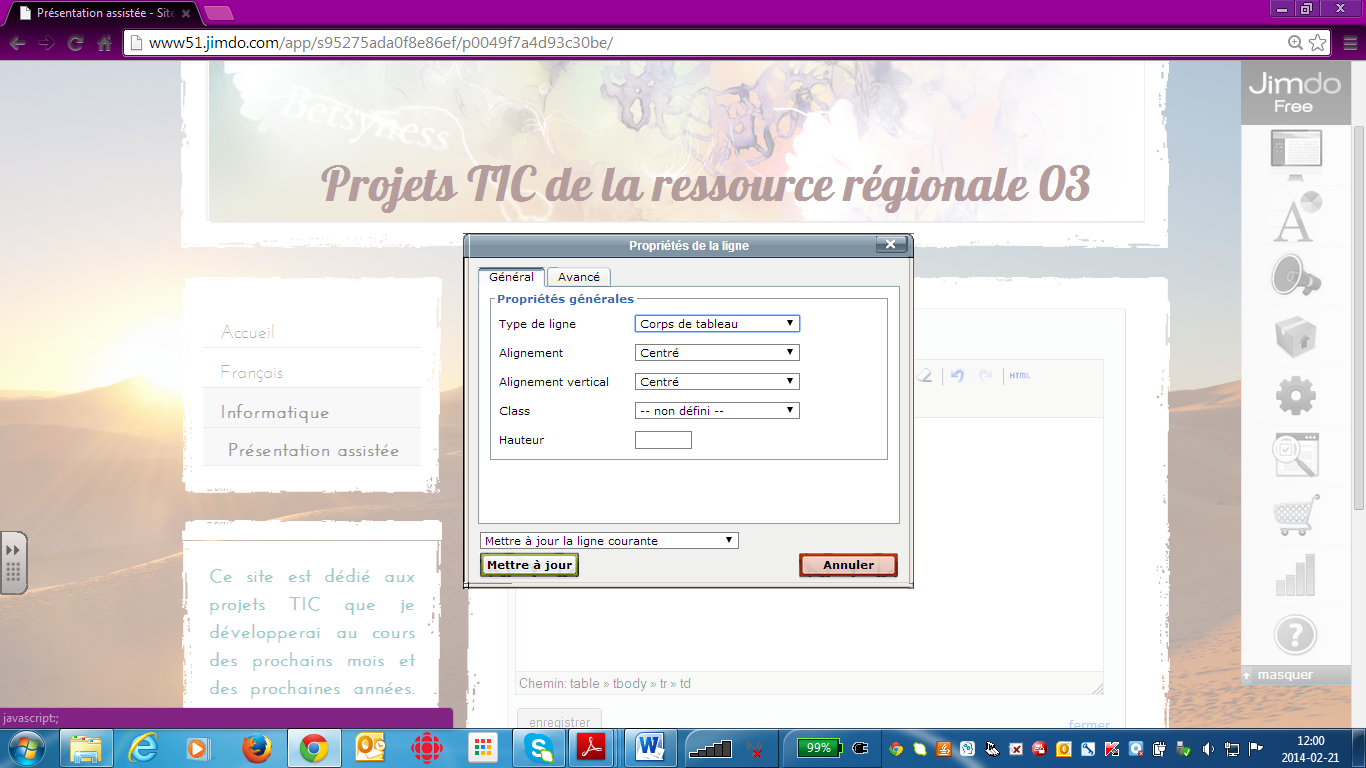 Présentation assistée - Site
www51.jimdo.com/app/s95275ada0f8e86ef/p0049f7a4d93c30be/
Betsyness
Projets TIC de la ressource régionale 03
Jimdo
Free
Propriétés de la ligne
Général
Avancé
Propriétés générales
Type de ligne
Corps de tableau
Alignement
Centré
Alignement vertical
Centré
Class
-- non défini --
Hauteur
Mettre à jour la ligne courante
Mettre à jour
Annuler
Accueil
Français
Informatique
Présentation assistée
Ce site est dédié aux
projets TIC que je
développerai au cours
des prochains mois et
des prochaines années.
HTML
Chemin: table » tbody » tr » td
enregistrer
fermer
masquer
javascript:;
99%
12:00
2014-02-21